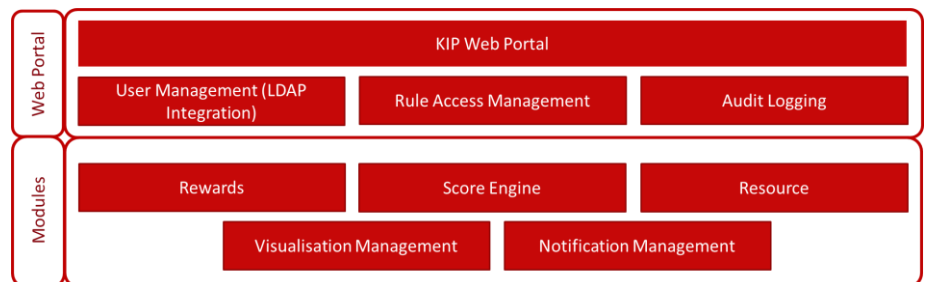 Web Portal
KIP Web Portal
User Management (LDAP
Integration)
Rule Access Management
Audit Logging
Modules
Rewards
Score Engine
Resource
Visualisation Management
Notification Management